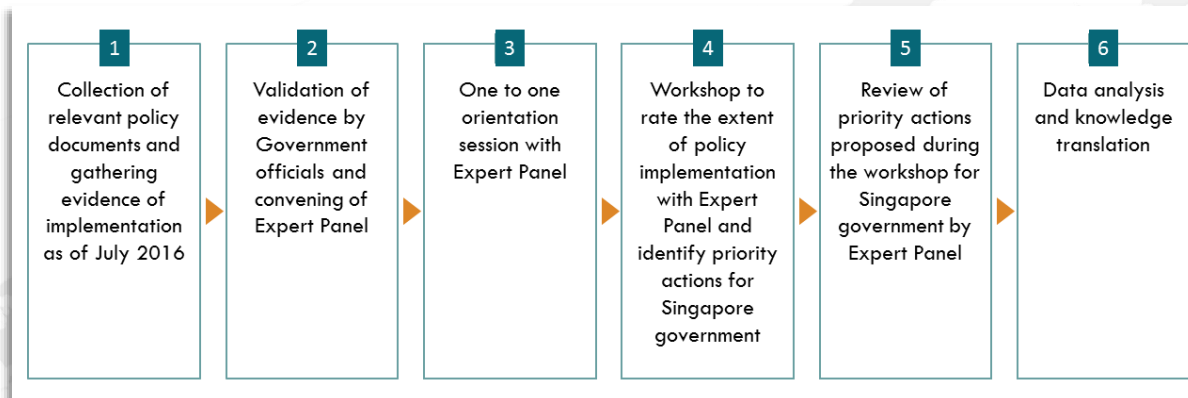 1
Collection of
relevant policy
documents and
gathering
evidence of
implementation
as of July 2016
2
Validation of
evidence by
Government
officials and
convening of
Expert Panel
3
One to one
orientation
session with
Expert Panel
4
Workshop to
rate the extent
of policy
implementation
with Expert
Panel and
identify priority
actions for
Singapore
government
5
Review of
priority actions
proposed during
the workshop for
Singapore
government by
Expert Panel
6
Data analysis
and knowledge
translation